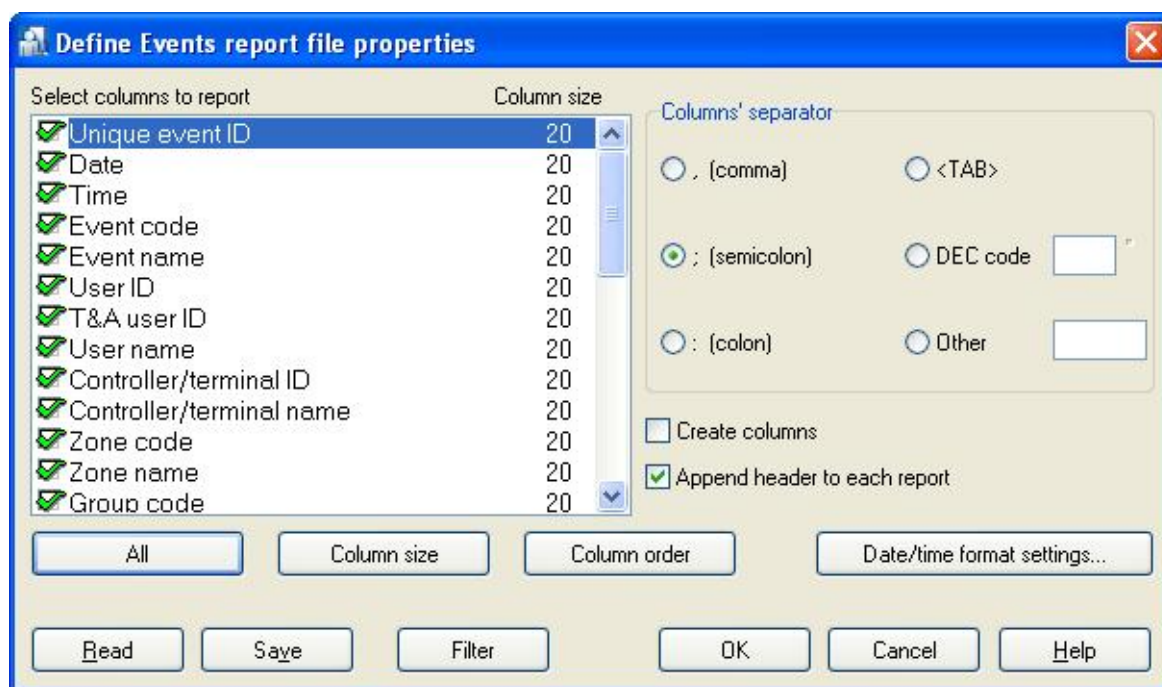 Define Events report file properties
Select columns to report Column size
Unique event ID 20
Date 20
Time 20
Event code 20
Event name 20
User ID 20
T&A user ID 20
User name 20
Controller/terminal ID 20
Controller/terminal name 20
Zone code 20
Zone name 20
Group code 20
Columns' separator
, (comma) <TAB>
; (semicolon) DEC code
: (colon) Other
Create columns
Append header to each report
All Column size Column order Date/time format settings...
Read Save Filter OK Cancel Help